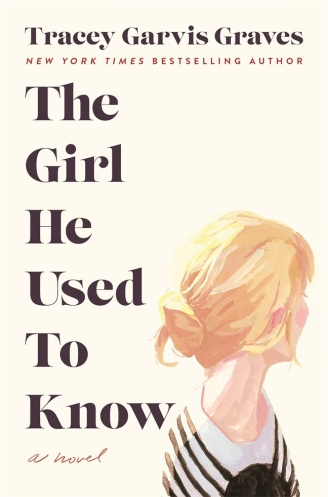 Tracey Garvis Graves
NEW YORK TIMES BESTSELLING AUTHOR
The
Girl
He
Used
To
Know
a novel